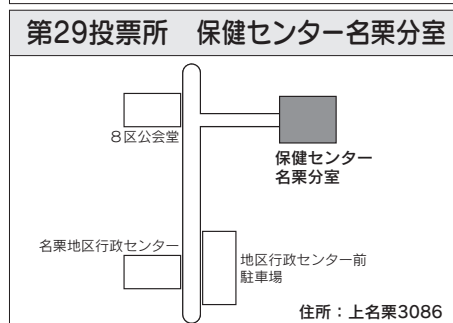 第29投票所　保健センター名栗分室
8区公会堂
保健センター
名栗分室
名栗地区行政センター
地区行政センター前
駐車場
住所：上名栗3086